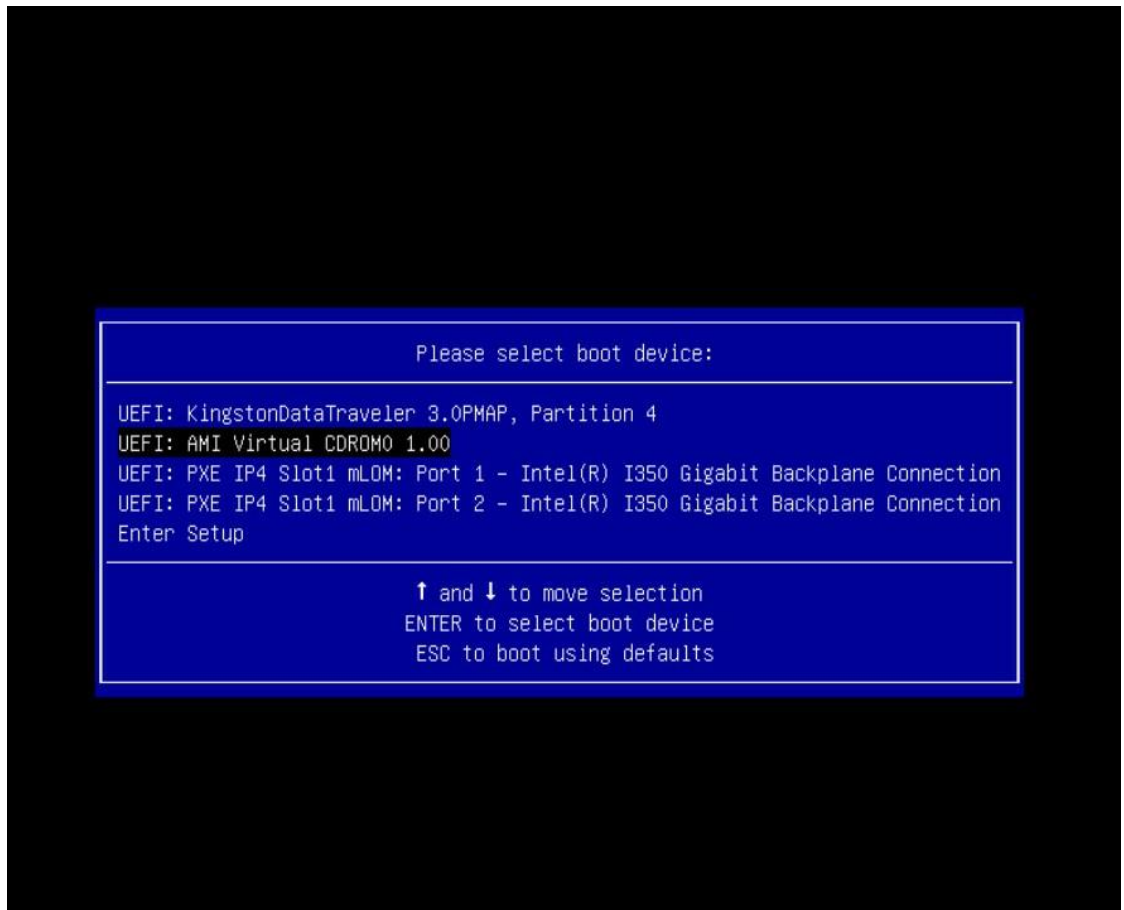 Please select boot device:
UEFI: KingstonDataTraveler 3.0PMAP, Partition 4
UEFI: AMI Virtual CDROM0 1.00
UEFI: PXE IP4 Slot1 mLOM: Port 1 - Intel(R) I350 Gigabit Backplane Connection
UEFI: PXE IP4 Slot1 mLOM: Port 2 - Intel(R) I350 Gigabit Backplane Connection
Enter Setup
↑ and ↓ to move selection
ENTER to select boot device
ESC to boot using defaults